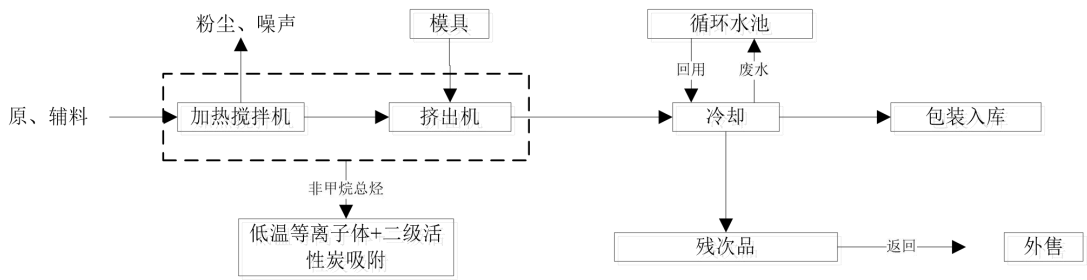 粉尘、噪声
模具
循环水池
回用
废水
原、辅料
加热搅拌机
挤出机
冷却
包装入库
非甲烷总烃
低温等离子体+二级活
性炭吸附
残次品
返回
外售